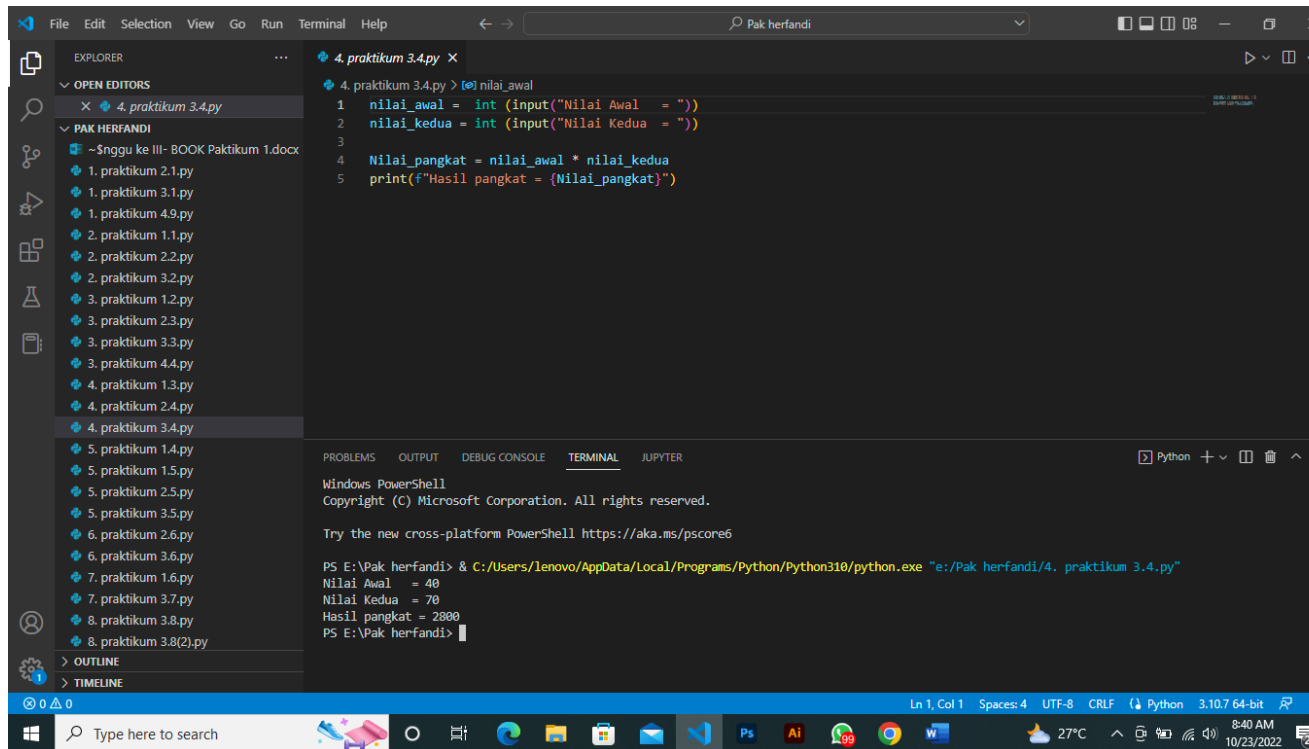 File Edit Selection View Go Run Terminal Help
Pak herfandi
EXPLORER
OPEN EDITORS
4. praktikum 3.4.py
PAK HERFANDI
~$nggu ke III- BOOK Paktikum 1.docx
1. praktikum 2.1.py
1. praktikum 3.1.py
1. praktikum 4.9.py
2. praktikum 1.1.py
2. praktikum 2.2.py
2. praktikum 3.2.py
3. praktikum 1.2.py
3. praktikum 2.3.py
3. praktikum 3.3.py
3. praktikum 4.4.py
4. praktikum 1.3.py
4. praktikum 2.4.py
4. praktikum 3.4.py
5. praktikum 1.4.py
5. praktikum 1.5.py
5. praktikum 2.5.py
5. praktikum 3.5.py
6. praktikum 2.6.py
6. praktikum 3.6.py
7. praktikum 1.6.py
7. praktikum 3.7.py
8. praktikum 3.8.py
8. praktikum 3.8(2).py
OUTLINE
TIMELINE
4. praktikum 3.4.py
4. praktikum 3.4.py > nilai_awal
1 nilai_awal =  int (input("Nilai Awal   = "))
2 nilai_kedua = int (input("Nilai Kedua  = "))
3
4 Nilai_pangkat = nilai_awal * nilai_kedua
5 print(f"Hasil pangkat = {Nilai_pangkat}")
PROBLEMS OUTPUT DEBUG CONSOLE TERMINAL JUPYTER
Python
Windows PowerShell
Copyright (C) Microsoft Corporation. All rights reserved.
Try the new cross-platform PowerShell https://aka.ms/pscore6
PS E:\Pak herfandi> & C:/Users/lenovo/AppData/Local/Programs/Python/Python310/python.exe "e:/Pak herfandi/4. praktikum 3.4.py"
Nilai Awal   = 40
Nilai Kedua  = 70
Hasil pangkat = 2800
PS E:\Pak herfandi>
1
0 0 Ln 1, Col 1 Spaces: 4 UTF-8 CRLF Python 3.10.7 64-bit
Type here to search Ps Ai 99 W 27°C 8:40 AM
10/23/2022